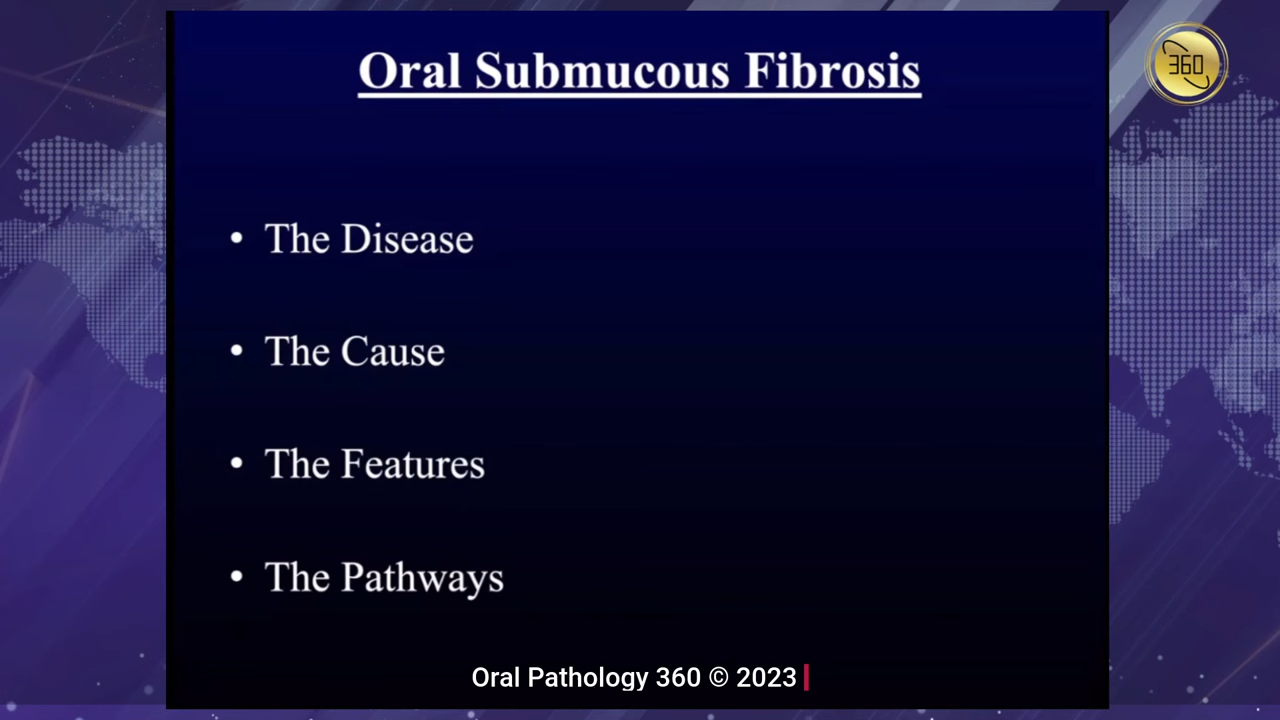 Oral Submucous Fibrosis
360
• The Disease
• The Cause
• The Features
• The Pathways
Oral Pathology 360 © 2023